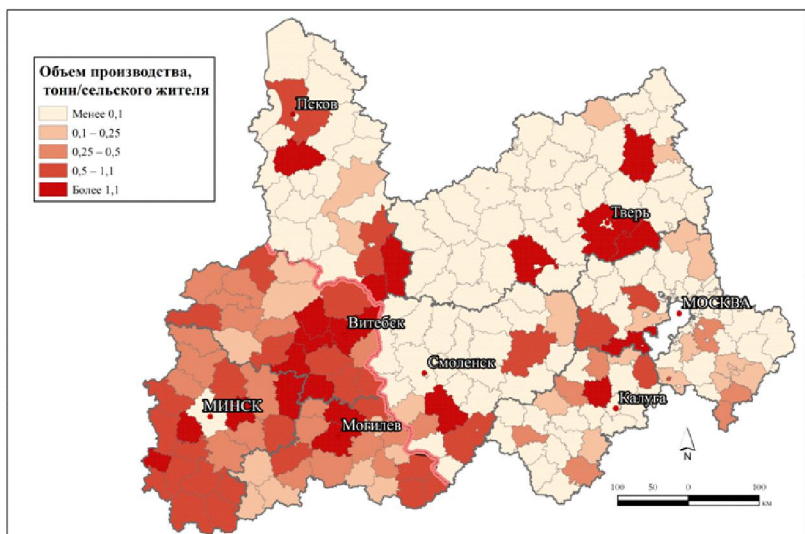 Объем производства,
тонн/сельского жителя
Менее 0,1
0,1 – 0,25
0,25 – 0,5
0,5 – 1,1
Более 1,1
Псков
Тверь
МОСКВА
Витебск
Смоленск
Калуга
МИНСК
Могилев
N
100 50 0 100
км